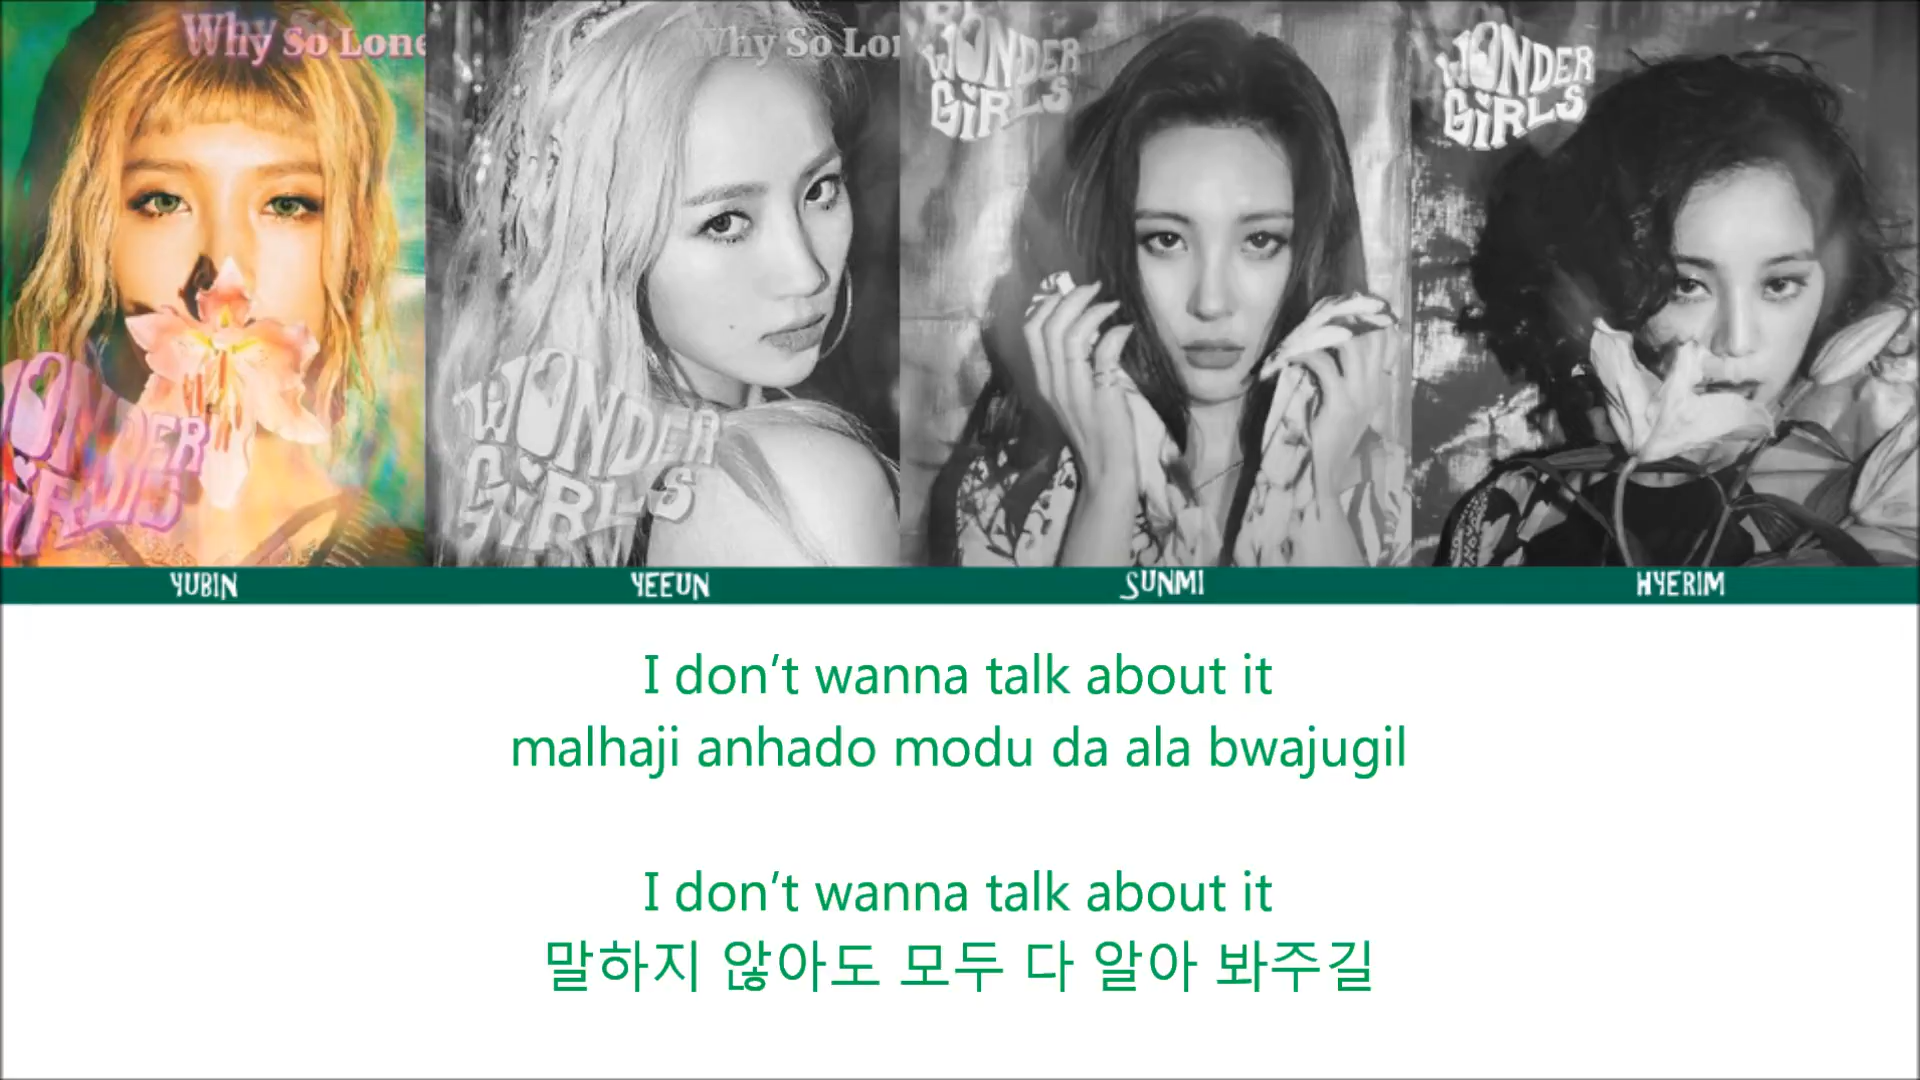 Why So Lone
Why So Lon
WONDER
GiRLS
WONDER
GiRLS
WONDER
GiRLS
WONDER
GiRLS
YUBIN
YEEUN
SUNMI
HYERIM
I don't wanna talk about it
malhaji anhado modu da ala bwajugil
I don't wanna talk about it
말하지 않아도 모두 다 알아 봐주길